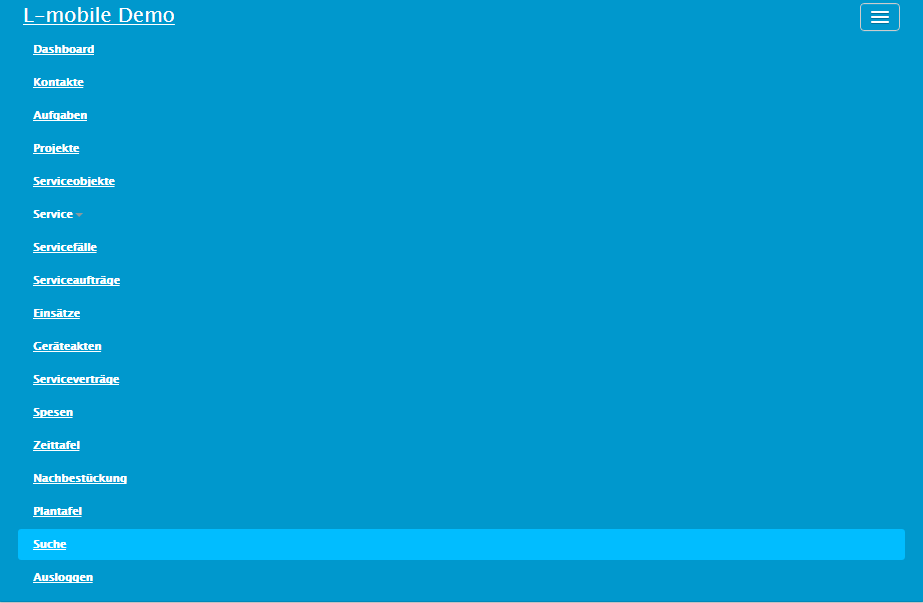 L-mobile Demo
Dashboard
Kontakte
Aufgaben
Projekte
Serviceobjekte
Service
Servicefälle
Serviceaufträge
Einsätze
Geräteakten
Serviceverträge
Spesen
Zeittafel
Nachbestückung
Plantafel
Suche
Ausloggen